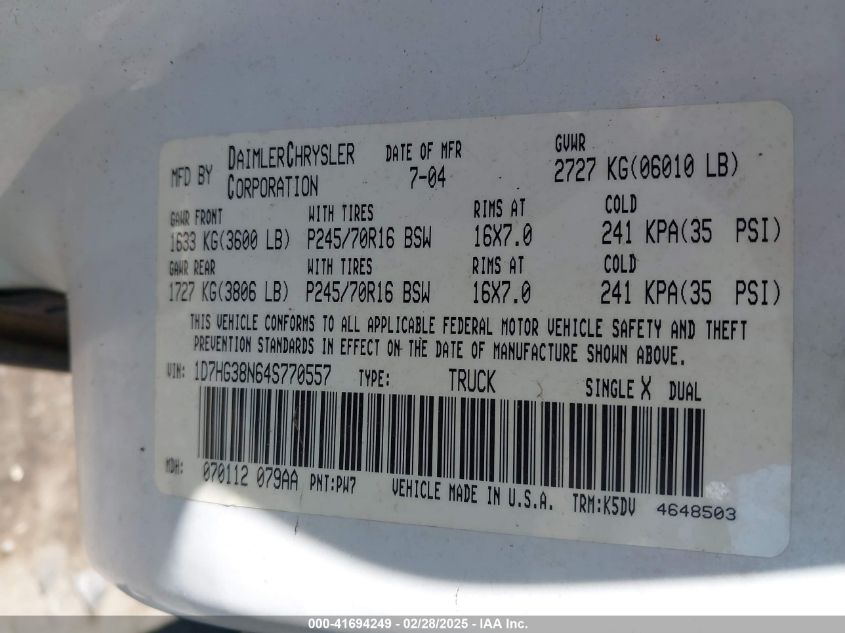 MFD BY DAIMLERCHRYSLER CORPORATION DATE OF MFR 7-04 GVWR 2727 KG(06010 LB)
GAWR FRONT WITH TIRES RIMS AT COLD
1633 KG(3600 LB) P245/70R16 BSW 16X7.0 241 KPA(35 PSI)
GAWR REAR WITH TIRES RIMS AT COLD
1727 KG(3806 LB) P245/70R16 BSW 16X7.0 241 KPA(35 PSI)
THIS VEHICLE CONFORMS TO ALL APPLICABLE FEDERAL MOTOR VEHICLE SAFETY AND THEFT
PREVENTION STANDARDS IN EFFECT ON THE DATE OF MANUFACTURE SHOWN ABOVE.
VIN: 1D7HG38N64S770557 TYPE: TRUCK SINGLE X DUAL
MDH: 070112 079AA PNT:PW7 VEHICLE MADE IN U.S.A. TRM:K5DV 4648503
000-41694249 - 02/28/2025 - IAA Inc.